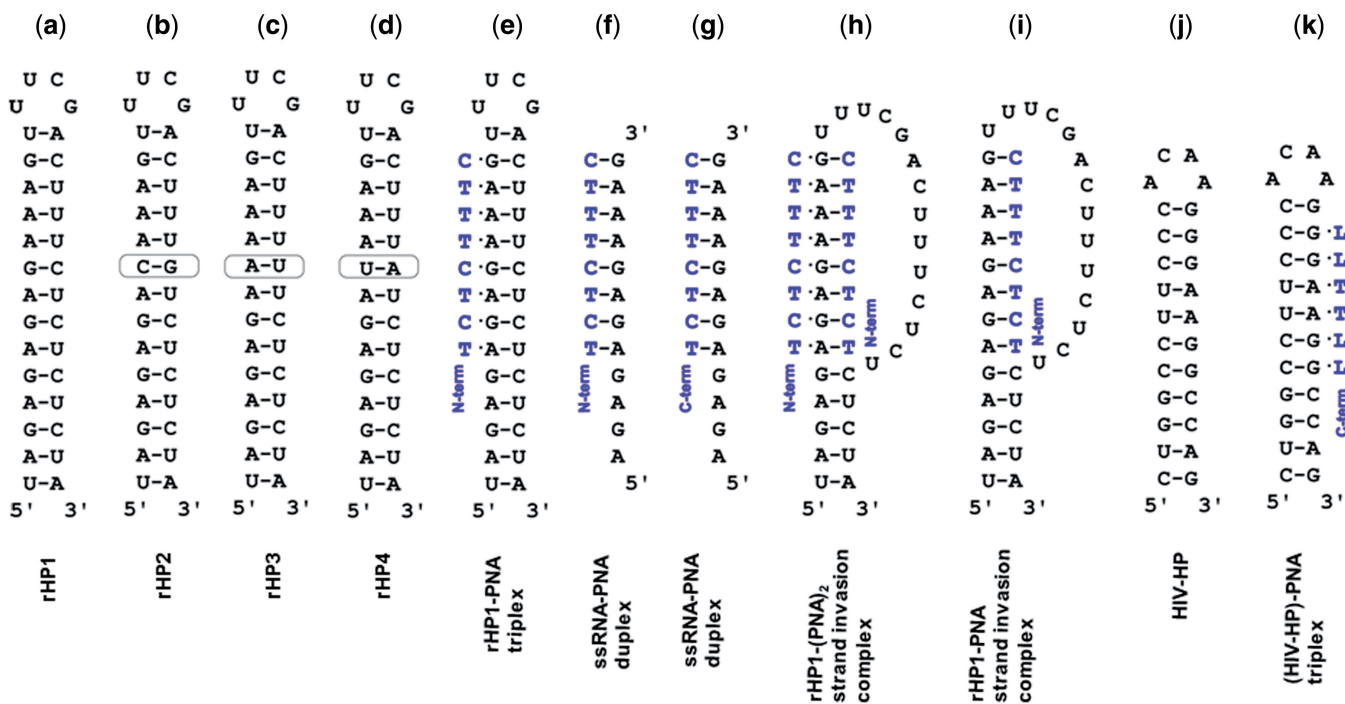 (a)
U C
U G
U-A
G-C
A-U
A-U
A-U
G-C
A-U
G-C
A-U
G-C
A-U
G-C
A-U
U-A
5' 3'
rHP1
(b)
U C
U G
U-A
G-C
A-U
A-U
A-U
C-G
A-U
G-C
A-U
G-C
A-U
G-C
A-U
U-A
5' 3'
rHP2
(c)
U C
U G
U-A
G-C
A-U
A-U
A-U
A-U
A-U
G-C
A-U
G-C
A-U
G-C
A-U
U-A
5' 3'
rHP3
(d)
U C
U G
U-A
G-C
A-U
A-U
A-U
U-A
A-U
G-C
A-U
G-C
A-U
G-C
A-U
U-A
5' 3'
rHP4
(e)
U C
U G
U-A
C·G-C
T·A-U
T·A-U
T·A-U
C·G-C
T·A-U
C·G-C
T·A-U
N-term
G-C
A-U
G-C
A-U
U-A
5' 3'
rHP1-PNA
triplex
(f)
3'
C-G
T-A
T-A
T-A
C-G
T-A
C-G
T-A
N-term
G
A
G
A
5'
ssRNA-PNA
duplex
(g)
3'
C-G
T-A
T-A
T-A
C-G
T-A
C-G
T-A
C-term
G
A
G
A
5'
ssRNA-PNA
duplex
(h)
U U C
U G
C·G-C A
T·A-T C
T·A-T U
T·A-T U
C·G-C U
T·A-T C
C·G-C U
T·A-T C
N-term
U
N-term
G-C
A-U
G-C
A-U
U-A
5' 3'
rHP1-(PNA)2
strand invasion
complex
(i)
U U C
U G
G-C A
A-T C
A-T U
A-T U
G-C U
A-T C
G-C U
A-T C
N-term
U
G-C
A-U
G-C
A-U
U-A
5' 3'
rHP1-PNA
strand invasion
complex
(j)
C A
A A
C-G
C-G
C-G
U-A
U-A
C-G
C-G
G-C
G-C
U-A
C-G
5' 3'
HIV-HP
(k)
C A
A A
C-G
C-G·L
C-G·L
U-A·T
U-A·T
C-G·L
C-G·L
C-term
G-C
G-C
U-A
C-G
5' 3'
(HIV-HP)-PNA
triplex